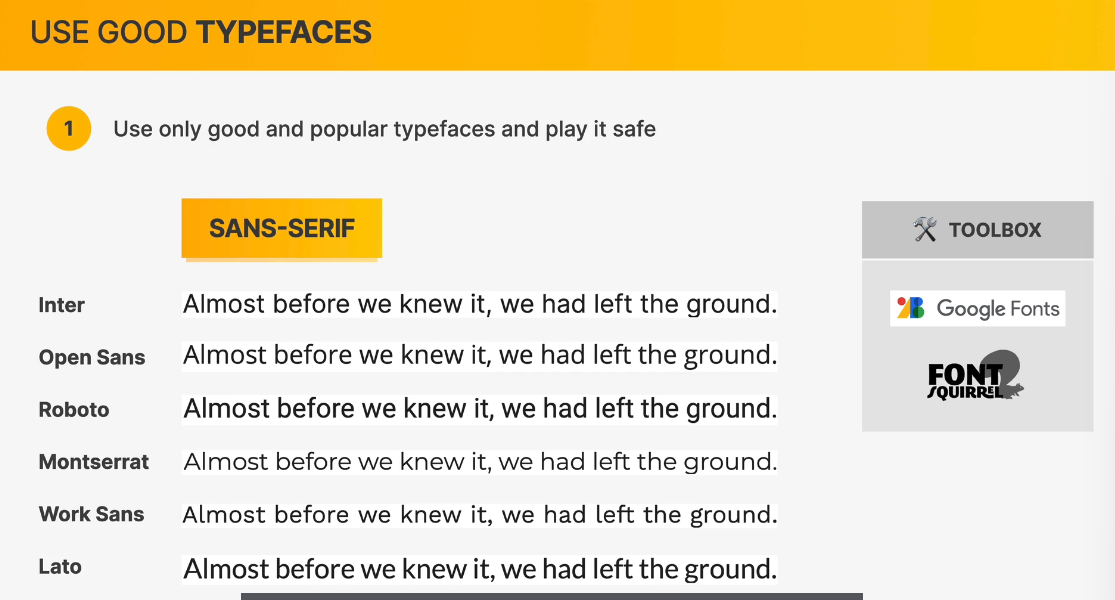 USE GOOD TYPEFACES
1 Use only good and popular typefaces and play it safe
SANS-SERIF
Inter Almost before we knew it, we had left the ground.
Open Sans Almost before we knew it, we had left the ground.
Roboto Almost before we knew it, we had left the ground.
Montserrat Almost before we knew it, we had left the ground.
Work Sans Almost before we knew it, we had left the ground.
Lato Almost before we knew it, we had left the ground.
TOOLBOX
Google Fonts
FONT
SQUIRREL